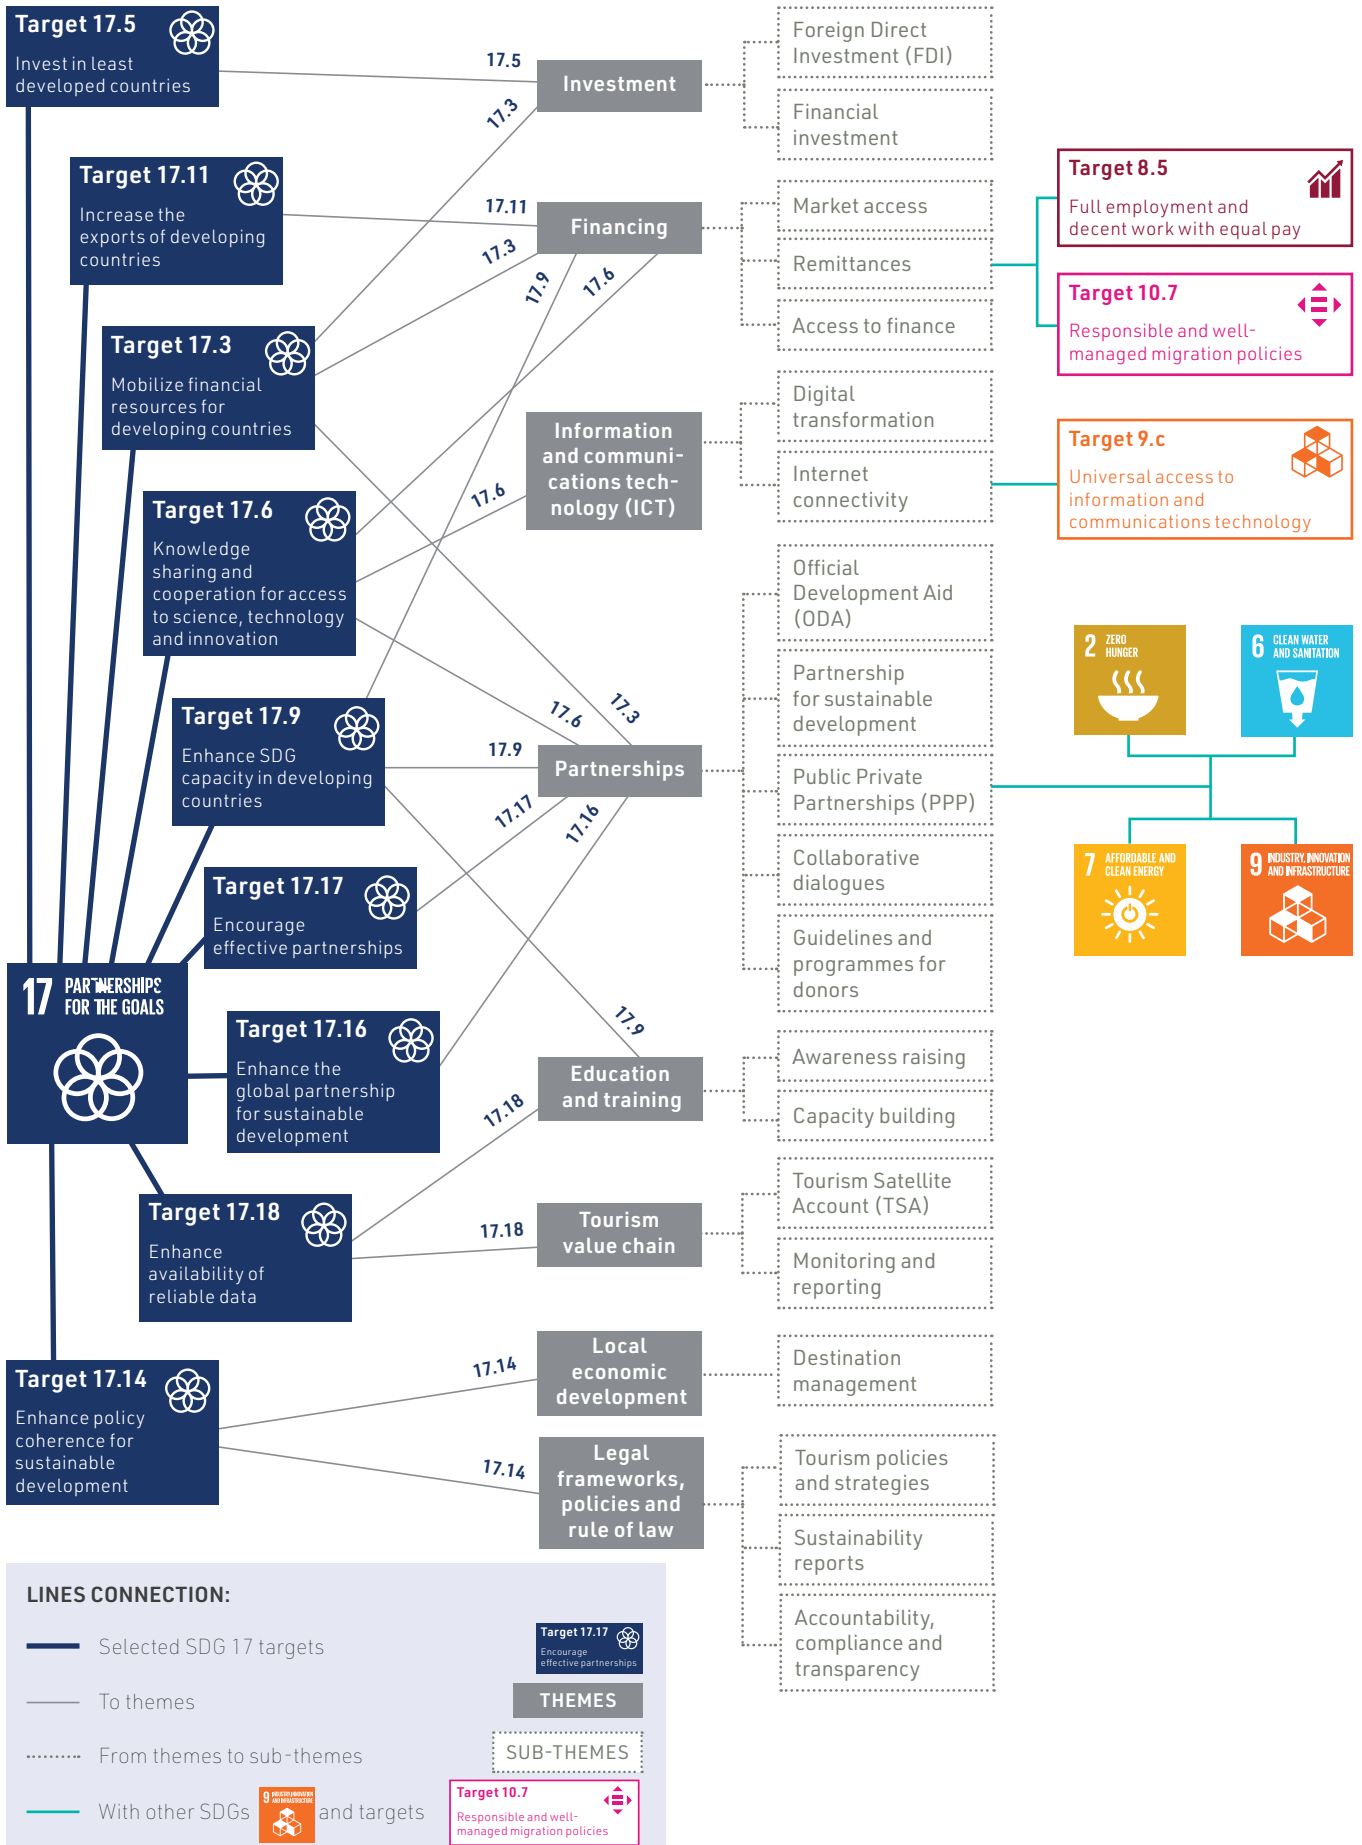 Target 17.5
Invest in least
developed countries
Target 17.11
Increase the
exports of developing
countries
Target 17.3
Mobilize financial
resources for
developing countries
Target 17.6
Knowledge
sharing and
cooperation for access
to science, technology
and innovation
Target 17.9
Enhance SDG
capacity in developing
countries
Target 17.17
Encourage
effective partnerships
17 PARTNERSHIPS
FOR THE GOALS
Target 17.16
Enhance the
global partnership
for sustainable
development
Target 17.18
Enhance
availability of
reliable data
Target 17.14
Enhance policy
coherence for
sustainable
development
17.5
17.3
17.11
17.3
17.9
17.6
17.6
17.3
17.6
17.9
17.17
17.16
17.9
17.18
17.18
17.14
17.14
Investment
Financing
Information
and communi-
cations tech-
nology (ICT)
Partnerships
Education
and training
Tourism
value chain
Local
economic
development
Legal
frameworks,
policies and
rule of law
Foreign Direct
Investment (FDI)
Financial
investment
Market access
Remittances
Access to finance
Digital
transformation
Internet
connectivity
Official
Development Aid
(ODA)
Partnership
for sustainable
development
Public Private
Partnerships (PPP)
Collaborative
dialogues
Guidelines and
programmes for
donors
Awareness raising
Capacity building
Tourism Satellite
Account (TSA)
Monitoring and
reporting
Destination
management
Tourism policies
and strategies
Sustainability
reports
Accountability,
compliance and
transparency
Target 8.5
Full employment and
decent work with equal pay
Target 10.7
Responsible and well-
managed migration policies
Target 9.c
Universal access to
information and
communications technology
2 ZERO
HUNGER
6 CLEAN WATER
AND SANITATION
7 AFFORDABLE AND
CLEAN ENERGY
9 INDUSTRY, INNOVATION
AND INFRASTRUCTURE
LINES CONNECTION:
Selected SDG 17 targets
Target 17.17
Encourage
effective partnerships
To themes
THEMES
From themes to sub-themes
SUB-THEMES
With other SDGs
9 INDUSTRY, INNOVATION
AND INFRASTRUCTURE
and targets
Target 10.7
Responsible and well-
managed migration policies